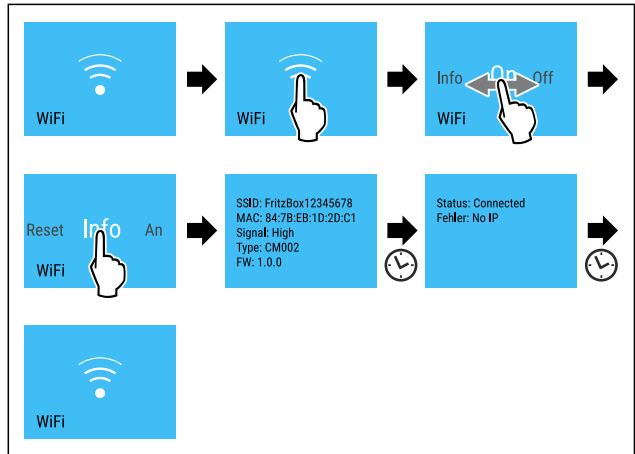 WiFi
WiFi
Info On Off
WiFi
Reset Info An
WiFi
SSID: FritzBox12345678
MAC: 84:7B:EB:1D:2D:C1
Signal: High
Type: CM002
FW: 1.0.0
Status: Connected
Fehler: No IP
WiFi